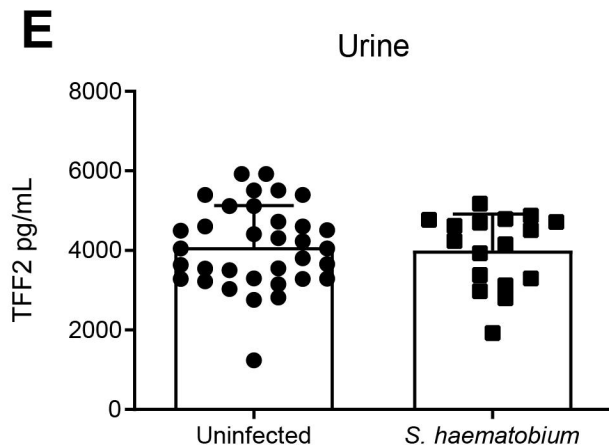 E
Urine
TFF2 pg/mL
8000
6000
4000
2000
0
Uninfected
S. haematobium